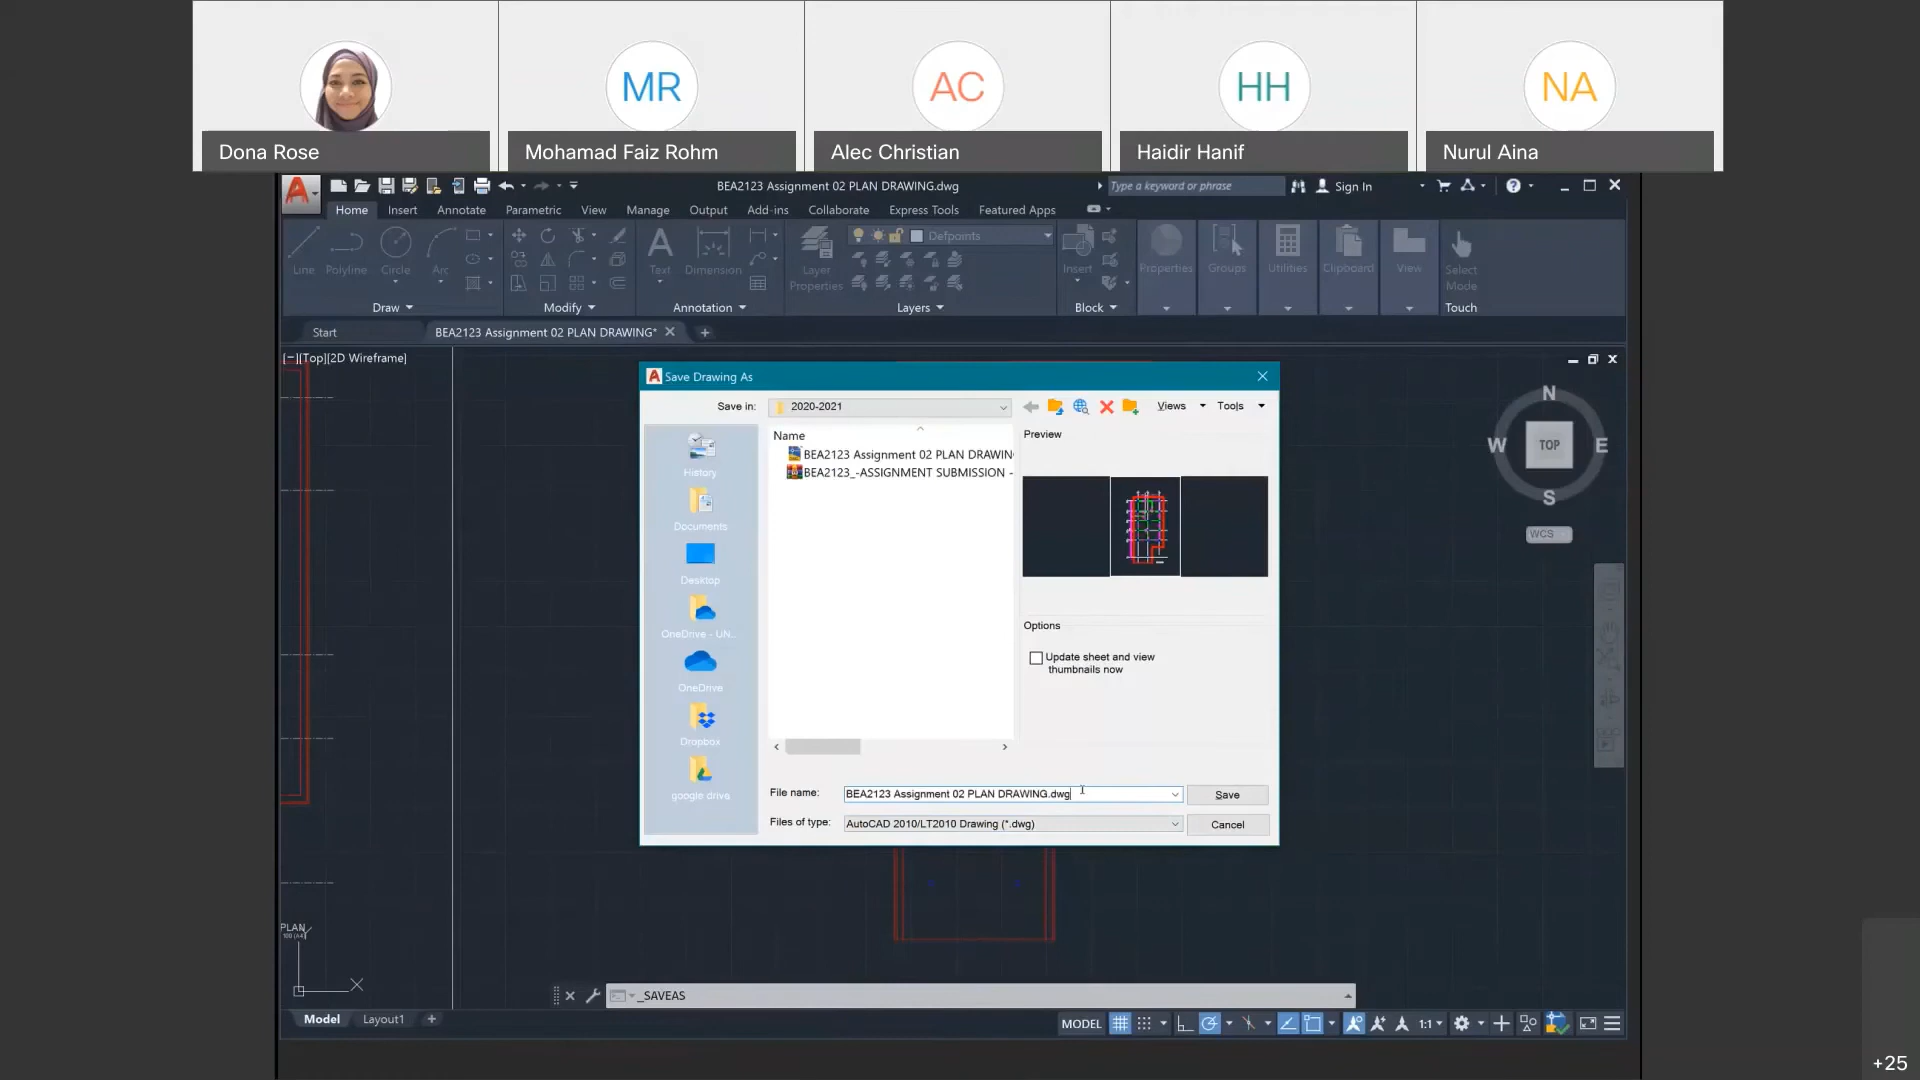 MR
AC
HH
NA
Dona Rose
Mohamad Faiz Rohm
Alec Christian
Haidir Hanif
Nurul Aina
A
BEA2123 Assignment 02 PLAN DRAWING.dwg
Type a keyword or phrase
Sign In
Home
Insert
Annotate
Parametric
View
Manage
Output
Add-ins
Collaborate
Express Tools
Featured Apps
Line
Polyline
Circle
Arc
Text
Dimension
Layer
Properties
Defpoints
Insert
Properties
Groups
Utilities
Clipboard
View
Select
Mode
Draw
Modify
Annotation
Layers
Block
Touch
Start
BEA2123 Assignment 02 PLAN DRAWING*
[−][Top][2D Wireframe]
Save Drawing As
Save in:
2020-2021
Views
Tools
N
W
TOP
E
S
WCS
History
Documents
Desktop
OneDrive - UN...
OneDrive
Dropbox
google drive
Name
BEA2123 Assignment 02 PLAN DRAWIN
BEA2123_-ASSIGNMENT SUBMISSION -
Preview
Options
Update sheet and view
thumbnails now
File name:
BEA2123 Assignment 02 PLAN DRAWING.dwg
Save
Files of type:
AutoCAD 2010/LT2010 Drawing (*.dwg)
Cancel
PLAN
_SAVEAS
Model
Layout1
MODEL
1:1
+25